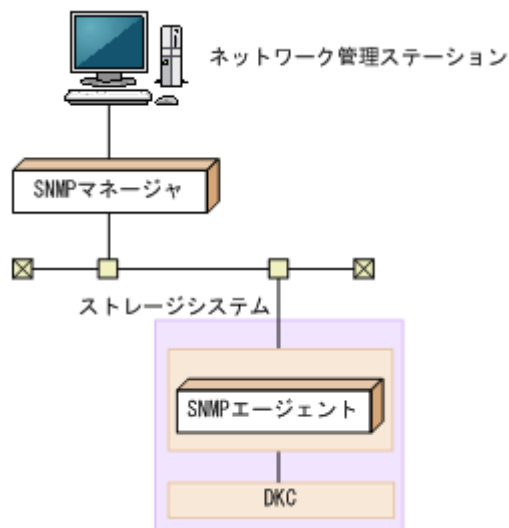 ネットワーク管理ステーション
SNMPマネージャ
ストレージシステム
SNMPエージェント
DKC